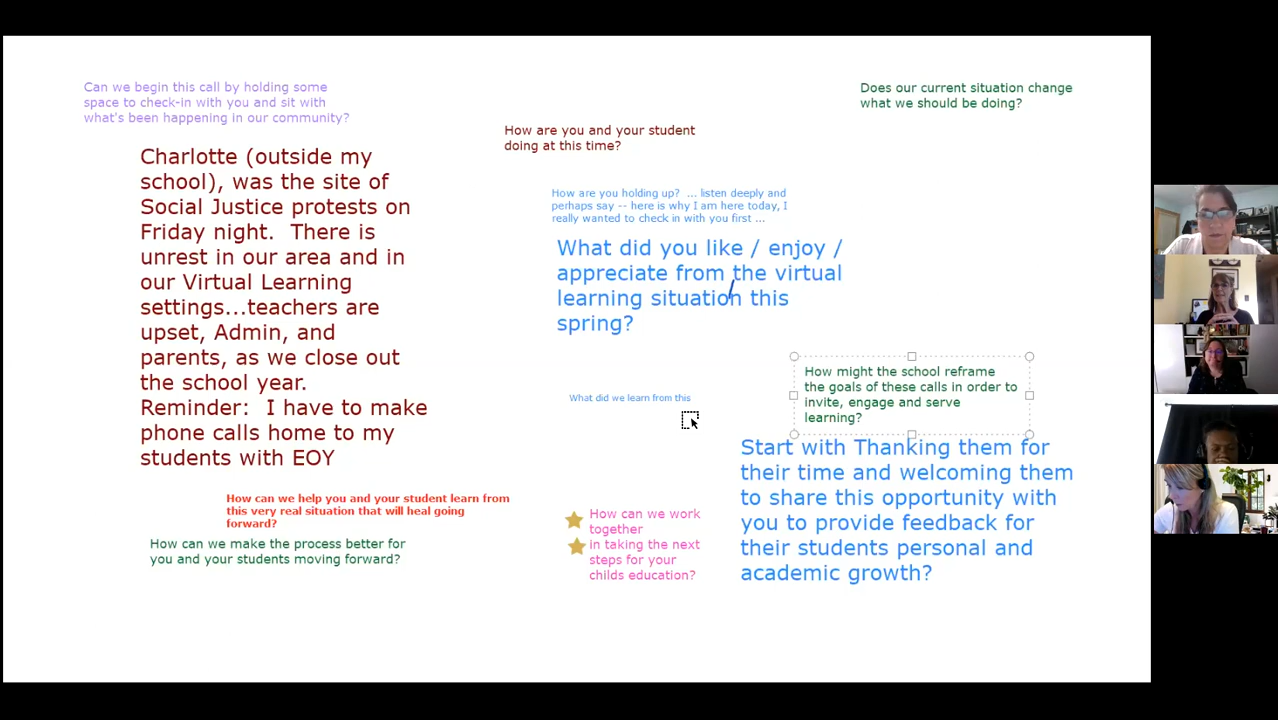 Can we begin this call by holding some
space to check-in with you and sit with
what's been happening in our community?
Does our current situation change
what we should be doing?
How are you and your student
doing at this time?
Charlotte (outside my
school), was the site of
Social Justice protests on
Friday night.  There is
unrest in our area and in
our Virtual Learning
settings...teachers are
upset, Admin, and
parents, as we close out
the school year.
Reminder:  I have to make
phone calls home to my
students with EOY
How are you holding up?  ... listen deeply and
perhaps say -- here is why I am here today, I
really wanted to check in with you first ...
What did you like / enjoy /
appreciate from the virtual
learning situation this
spring?
How might the school reframe
the goals of these calls in order to
invite, engage and serve
learning?
What did we learn from this
Start with Thanking them for
their time and welcoming them
to share this opportunity with
you to provide feedback for
their students personal and
academic growth?
How can we help you and your student learn from
this very real situation that will heal going
forward?
How can we make the process better for
you and your students moving forward?
How can we work
together
in taking the next
steps for your
childs education?